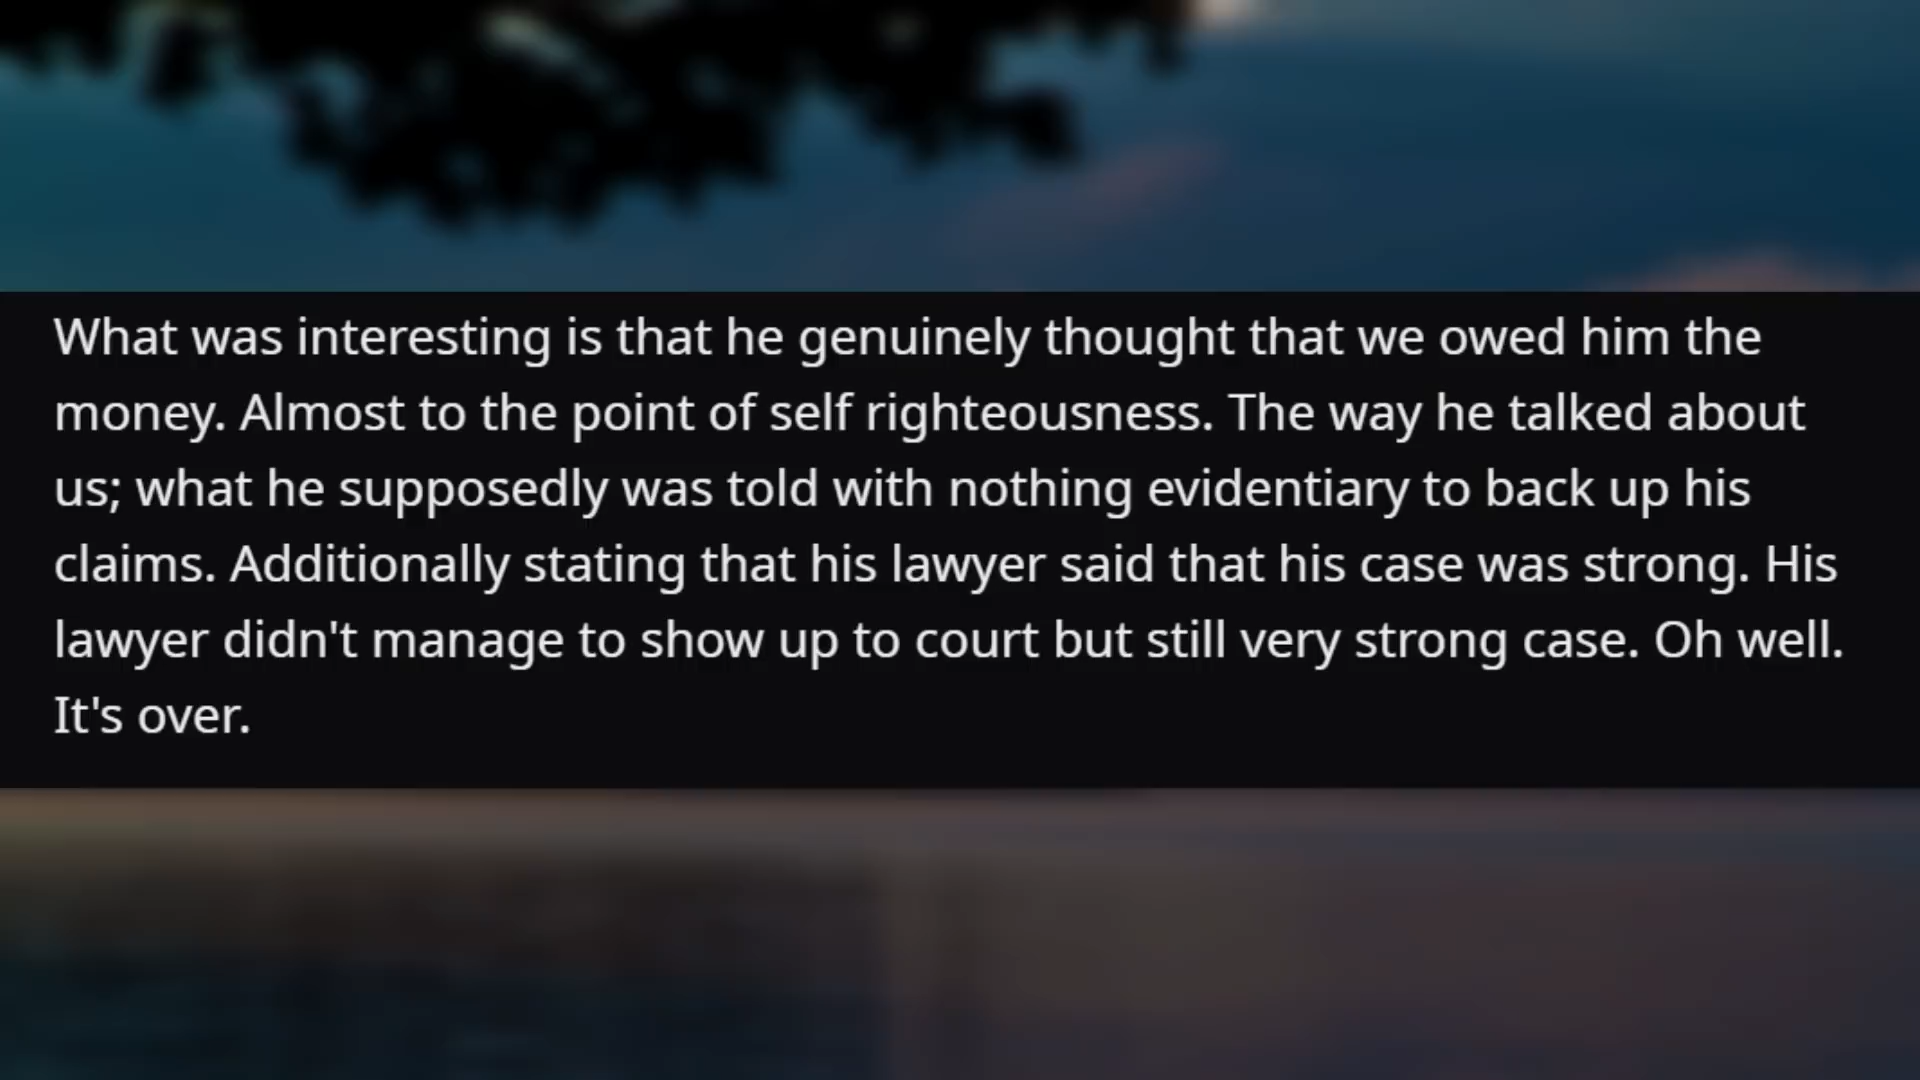 What was interesting is that he genuinely thought that we owed him the
money. Almost to the point of self righteousness. The way he talked about
us; what he supposedly was told with nothing evidentiary to back up his
claims. Additionally stating that his lawyer said that his case was strong. His
lawyer didn't manage to show up to court but still very strong case. Oh well.
It's over.